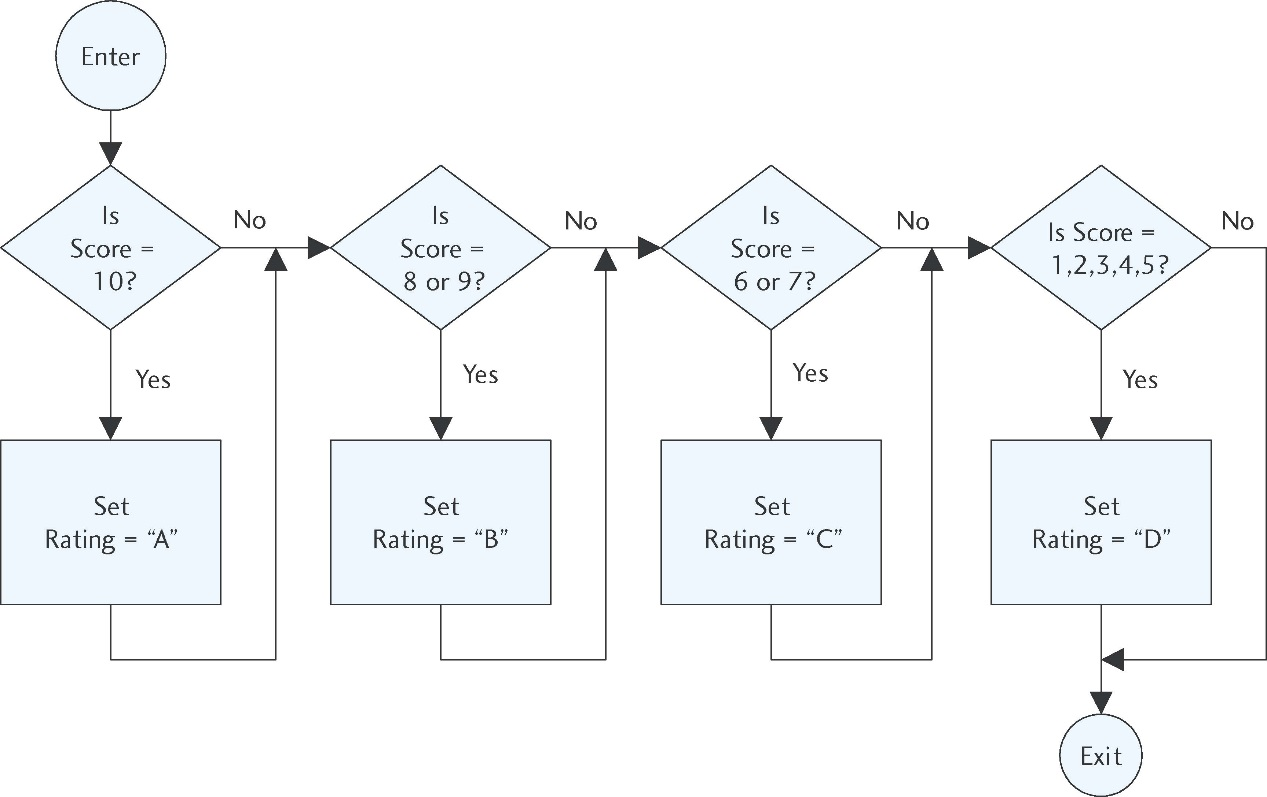 Enter
Is
Score =
10?
No
Is
Score =
8 or 9?
No
Is
Score =
6 or 7?
No
Is Score =
1,2,3,4,5?
No
Yes
Yes
Yes
Yes
Set
Rating = “A”
Set
Rating = “B”
Set
Rating = “C”
Set
Rating = “D”
Exit